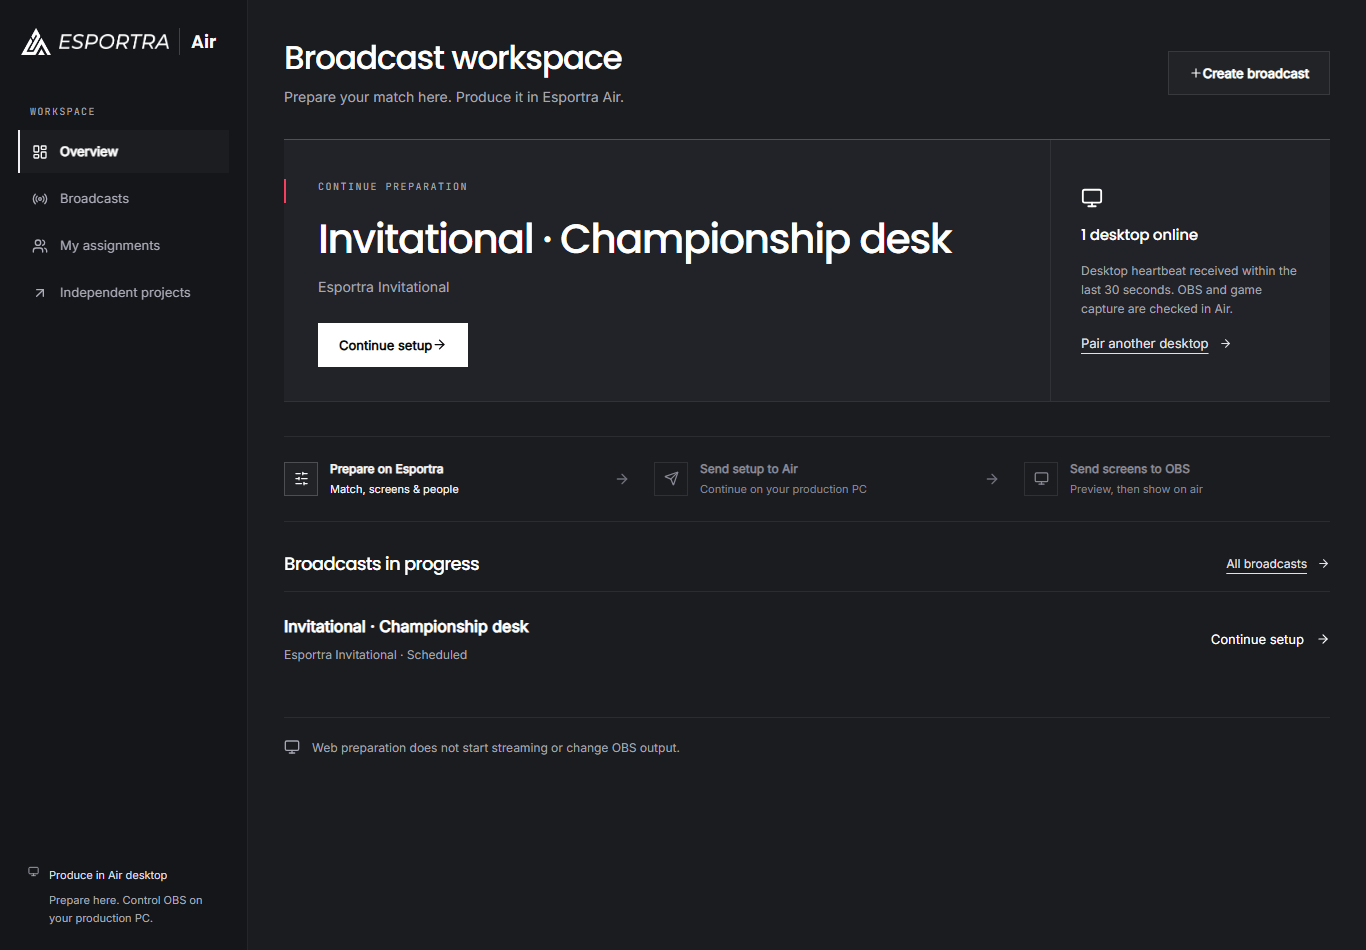 ESPORTRA Air
WORKSPACE
Overview
Broadcasts
My assignments
Independent projects
Produce in Air desktop
Prepare here. Control OBS on
your production PC.
Broadcast workspace
Prepare your match here. Produce it in Esportra Air.
+Create broadcast
CONTINUE PREPARATION
Invitational · Championship desk
Esportra Invitational
Continue setup→
1 desktop online
Desktop heartbeat received within the
last 30 seconds. OBS and game
capture are checked in Air.
Pair another desktop →
Prepare on Esportra
Match, screens & people
→
Send setup to Air
Continue on your production PC
→
Send screens to OBS
Preview, then show on air
Broadcasts in progress
All broadcasts →
Invitational · Championship desk
Esportra Invitational · Scheduled
Continue setup →
Web preparation does not start streaming or change OBS output.